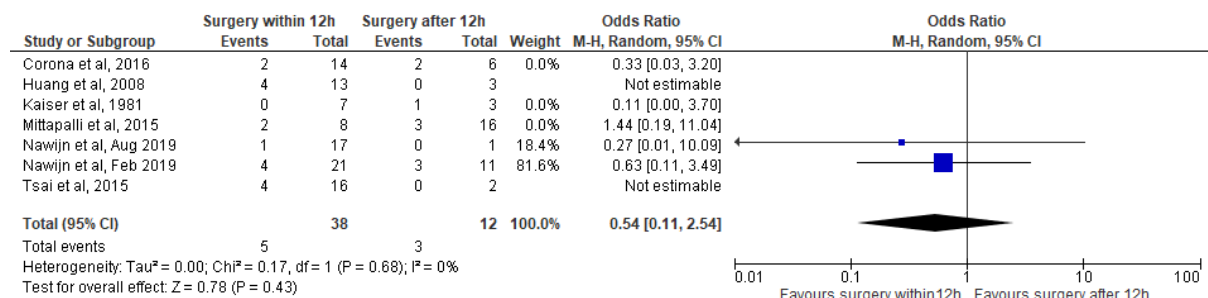 Surgery within 12h Surgery after 12h Odds Ratio Odds Ratio
Study or Subgroup Events Total Events Total Weight M-H, Random, 95% CI M-H, Random, 95% CI
Corona et al, 2016 2 14 2 6 0.0% 0.33 [0.03, 3.20]
Huang et al, 2008 4 13 0 3 Not estimable
Kaiser et al, 1981 0 7 1 3 0.0% 0.11 [0.00, 3.70]
Mittapalli et al, 2015 2 8 3 16 0.0% 1.44 [0.19, 11.04]
Nawijn et al, Aug 2019 1 17 0 1 18.4% 0.27 [0.01, 10.09]
Nawijn et al, Feb 2019 4 21 3 11 81.6% 0.63 [0.11, 3.49]
Tsai et al, 2015 4 16 0 2 Not estimable
Total (95% CI) 38 12 100.0% 0.54 [0.11, 2.54]
Total events 5 3
Heterogeneity: Tau² = 0.00; Chi² = 0.17, df = 1 (P = 0.68); I² = 0%
Test for overall effect: Z = 0.78 (P = 0.43)
0.01 0.1 1 10 100
Favours surgery within12h Favours surgery after 12h